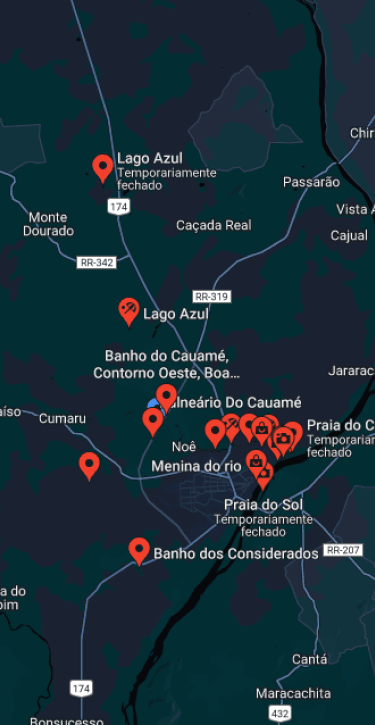 Chir
Lago Azul
Temporariamente
fechado
Passarão
174
Vista A
Monte
Dourado
Caçada Real
Cajual
RR-342
RR-319
Lago Azul
Banho do Cauamé,
Contorno Oeste, Boa...
Jararac
lneário Do Cauamé
aíso
Cumaru
Praia do C
Temporariar
fechado
Noê
Menina do rio
Praia do Sol
Temporariamente
fechado
Banho dos Considerados
RR-207
a do
oim
Cantá
174
Maracachita
432
Bonsucesso